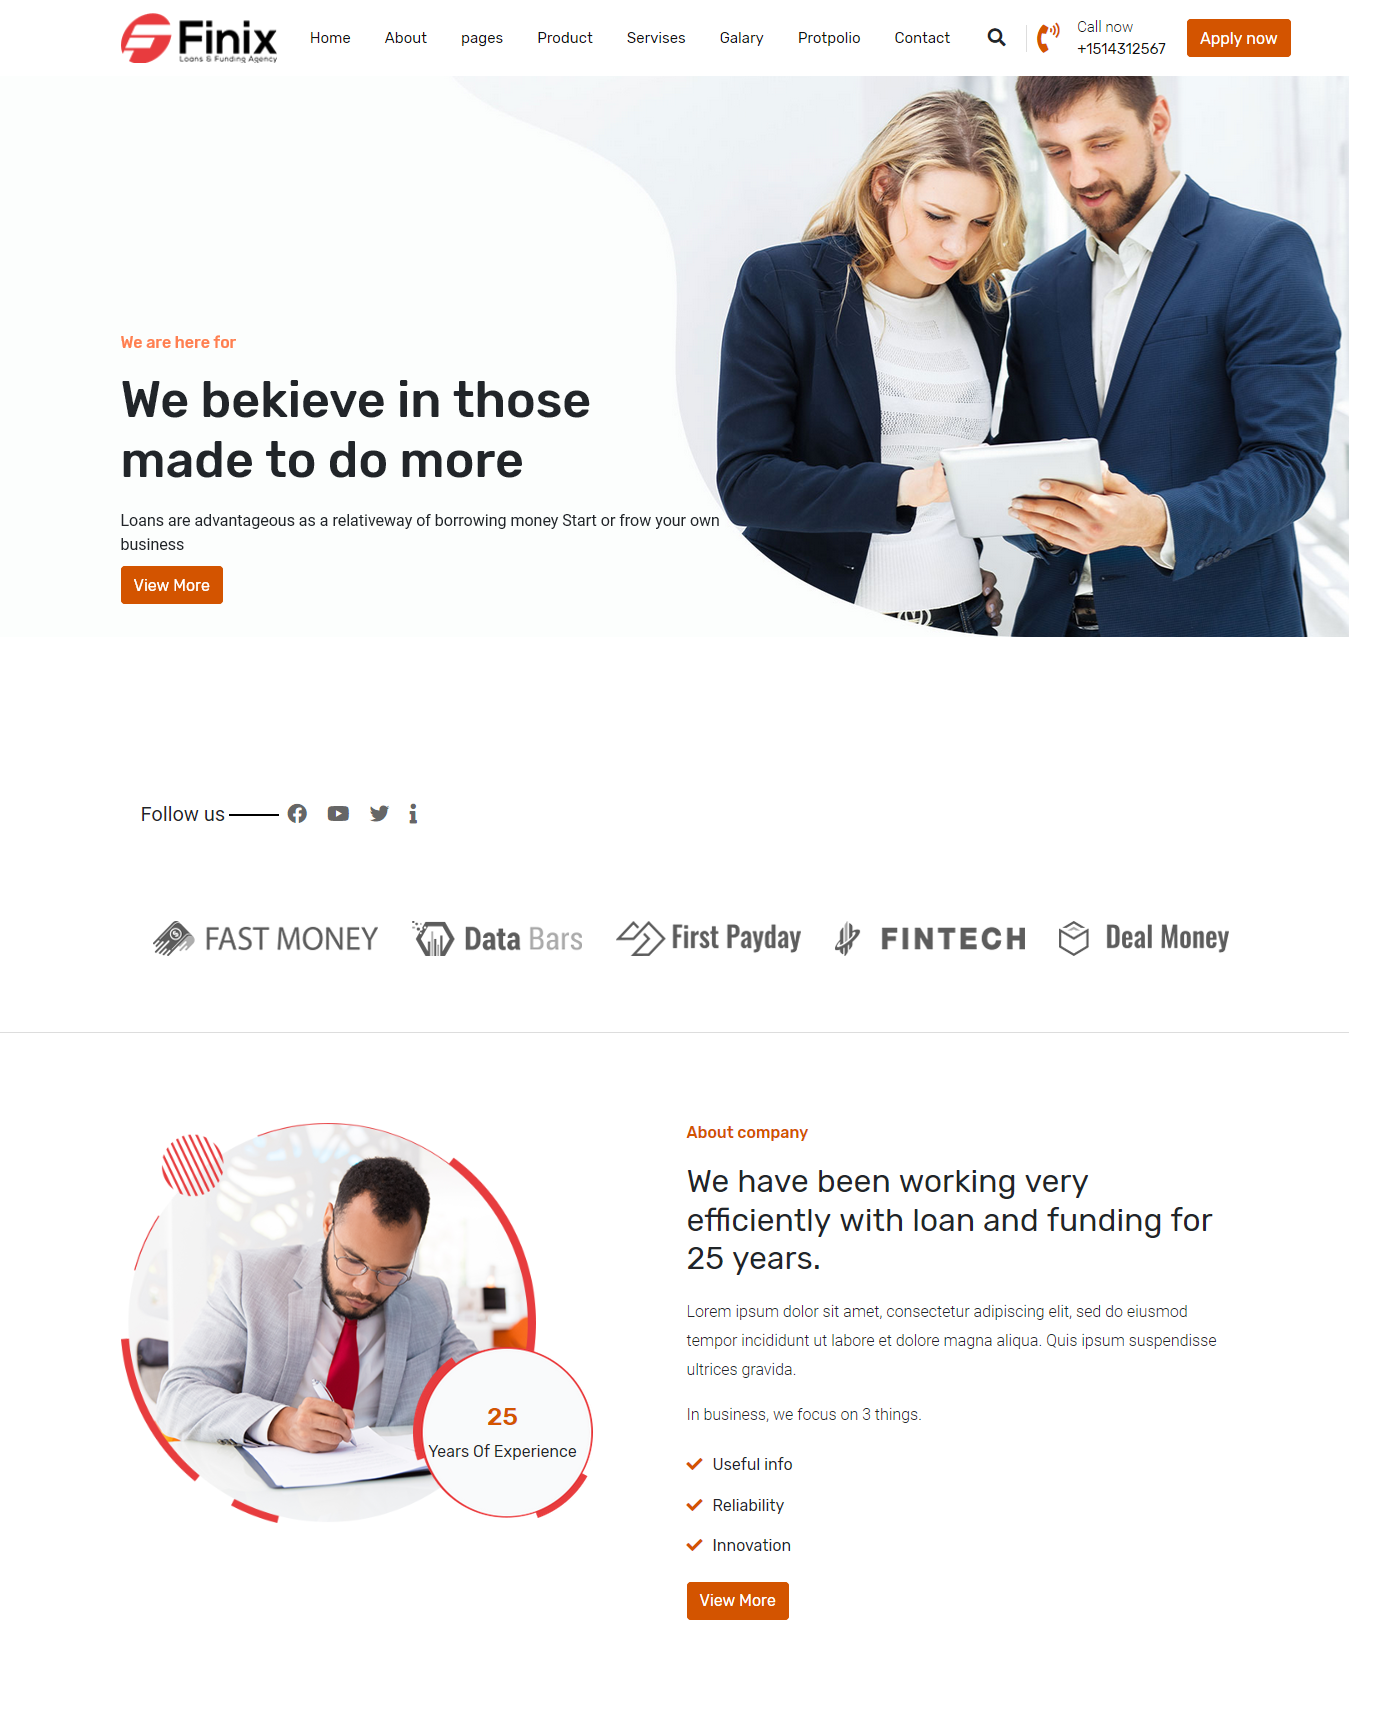 Finix
Loans & Funding Agency
Home About pages Product Servises Galary Protpolio Contact
Call now
+1514312567
Apply now
We are here for
We bekieve in those
made to do more
Loans are advantageous as a relativeway of borrowing money Start or frow your own
business
View More
Follow us
FAST MONEY Data Bars First Payday FINTECH Deal Money
25
Years Of Experience
About company
We have been working very
efficiently with loan and funding for
25 years.
Lorem ipsum dolor sit amet, consectetur adipiscing elit, sed do eiusmod
tempor incididunt ut labore et dolore magna aliqua. Quis ipsum suspendisse
ultrices gravida.
In business, we focus on 3 things.
Useful info
Reliability
Innovation
View More